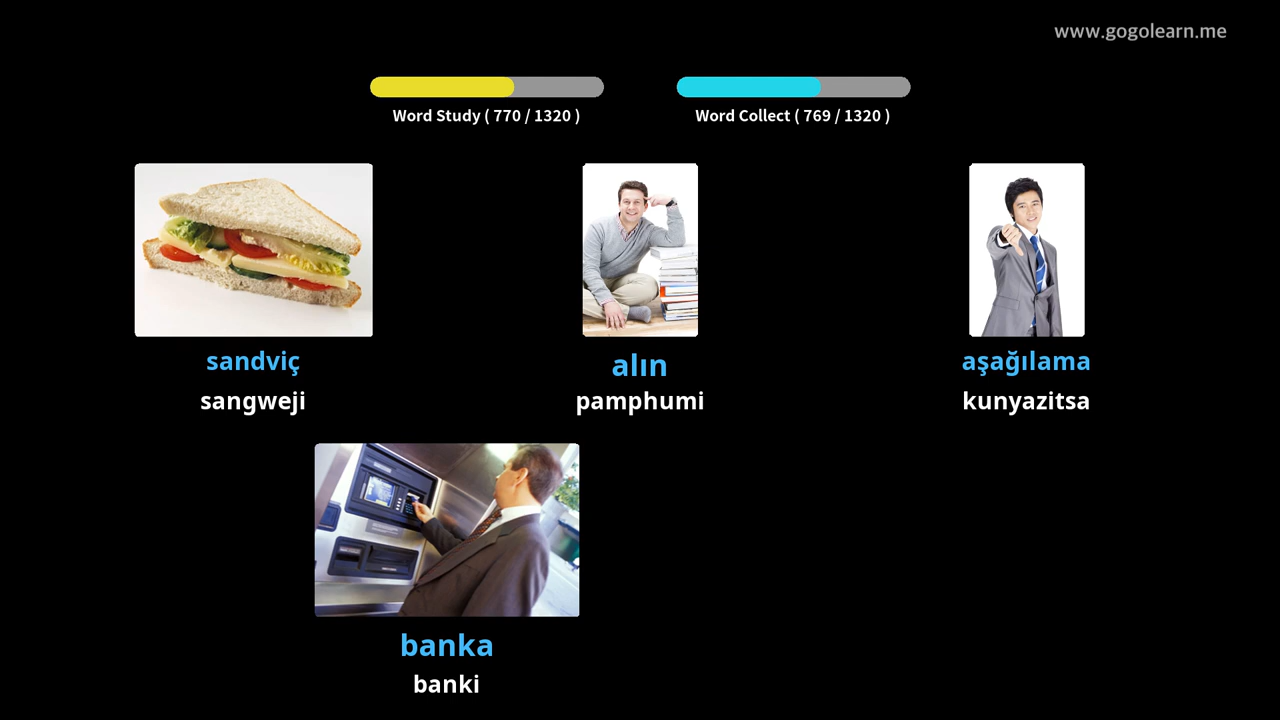 www.gogolearn.me
Word Study ( 770 / 1320 )
Word Collect ( 769 / 1320 )
sandviç
sangweji
alın
pamphumi
aşağılama
kunyazitsa
banka
banki